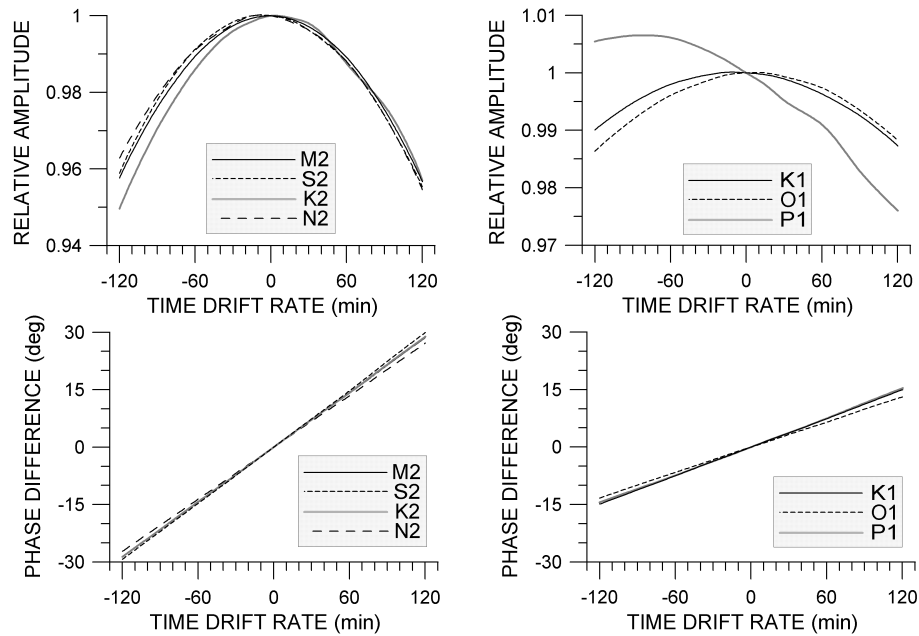 RELATIVE AMPLITUDE
1
0.98
0.96
0.94
M2
S2
K2
N2
-120 -60 0 60 120
TIME DRIFT RATE (min)
RELATIVE AMPLITUDE
1.01
1
0.99
0.98
0.97
K1
O1
P1
-120 -60 0 60 120
TIME DRIFT RATE (min)
PHASE DIFFERENCE (deg)
30
15
0
-15
-30
M2
S2
K2
N2
-120 -60 0 60 120
TIME DRIFT RATE (min)
PHASE DIFFERENCE (deg)
30
15
0
-15
-30
K1
O1
P1
-120 -60 0 60 120
TIME DRIFT RATE (min)